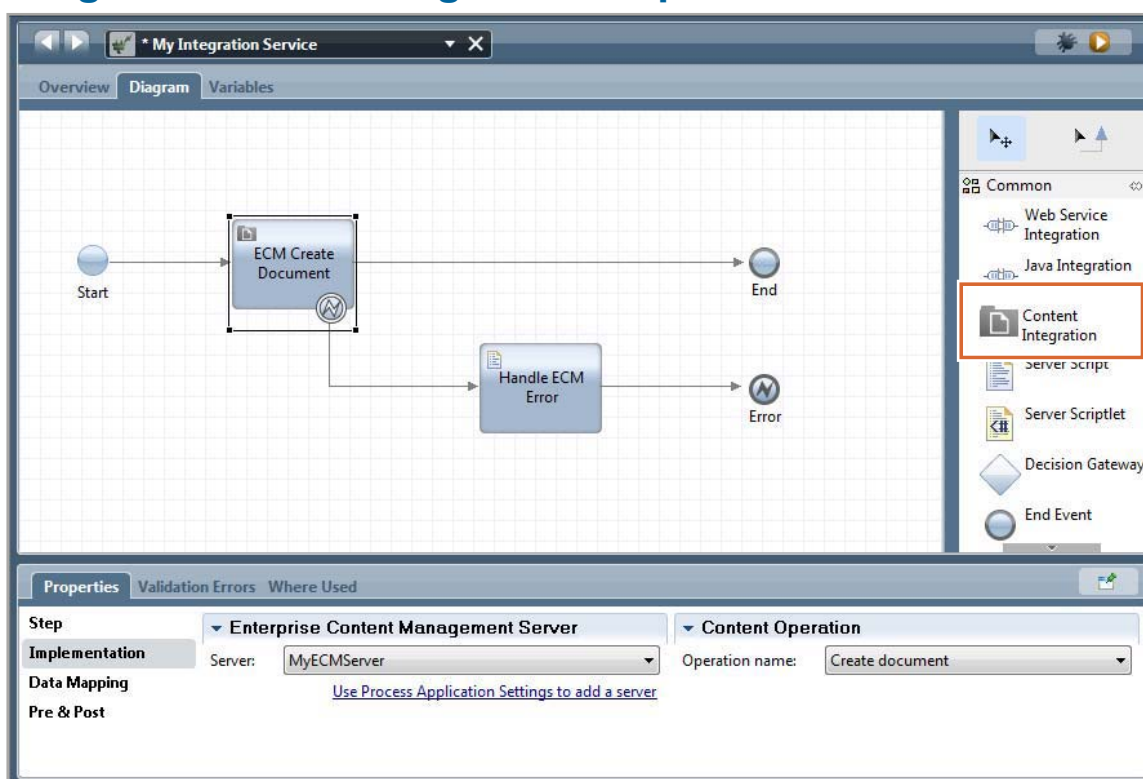 * My Integration Service
Overview Diagram Variables
Common
Web Service
Integration
Java Integration
Content
Integration
Server Script
Server Scriptlet
Decision Gateway
End Event
ECM Create
Document
Start
End
Handle ECM
Error
Error
Properties Validation Errors Where Used
Step
Implementation
Data Mapping
Pre & Post
Enterprise Content Management Server
Server: MyECMServer
Use Process Application Settings to add a server
Content Operation
Operation name: Create document